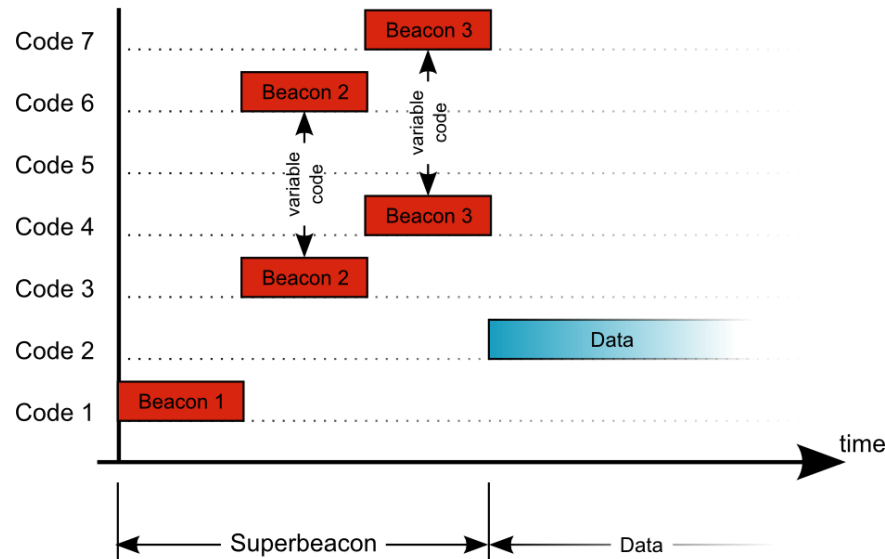 Code 7
Beacon 3
Code 6
Beacon 2
variable
code
variable
code
Code 5
Code 4
Beacon 3
Code 3
Beacon 2
Code 2
Data
Code 1
Beacon 1
time
Superbeacon
Data